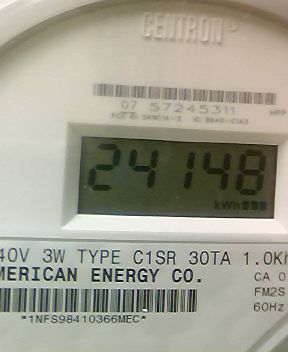 CENTRON®
07 57245311
24148
kWh
40V 3W TYPE C1SR 30TA 1.0Kh
MERICAN ENERGY CO.
CA 0
FM2S
60Hz
*1NFS98410366MEC*